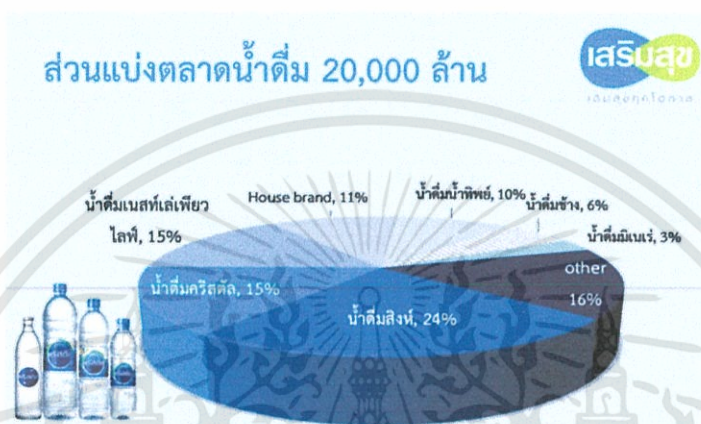 ส่วนแบ่งตลาดน้ำดื่ม 20,000 ล้าน
เสริมสุข
น้ำดื่มเนสท์เล่เพียว
ไลฟ์, 15%
House brand, 11%
น้ำดื่มน้ำทิพย์, 10%
น้ำดื่มช้าง, 6%
น้ำดื่มมิเนเร่, 3%
other
16%
น้ำดื่มคริสตัล, 15%
น้ำดื่มสิงห์, 24%